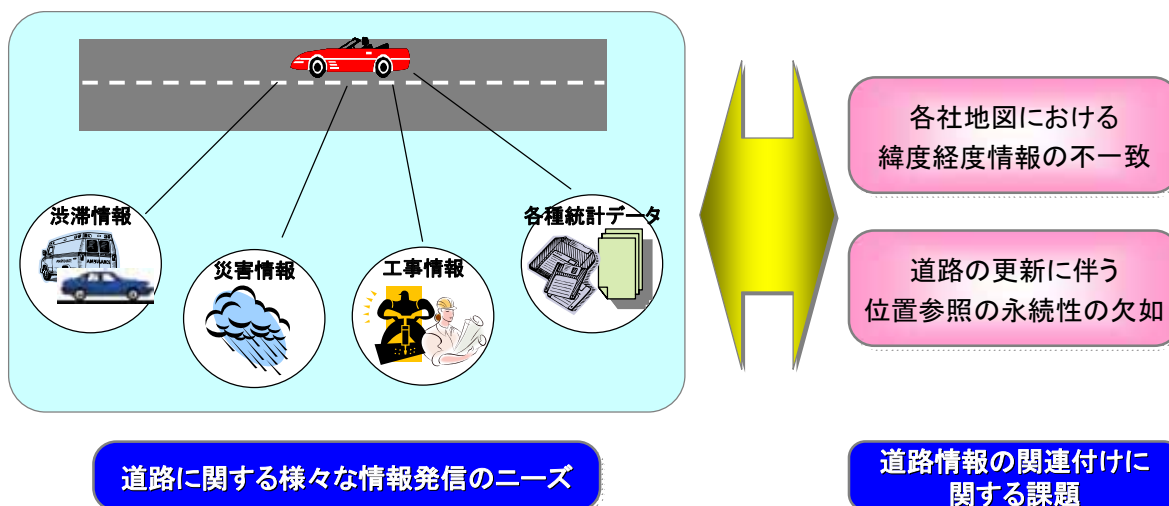 渋滞情報
災害情報
工事情報
各種統計データ
各社地図における
緯度経度情報の不一致
道路の更新に伴う
位置参照の永続性の欠如
道路に関する様々な情報発信のニーズ
道路情報の関連付けに
関する課題